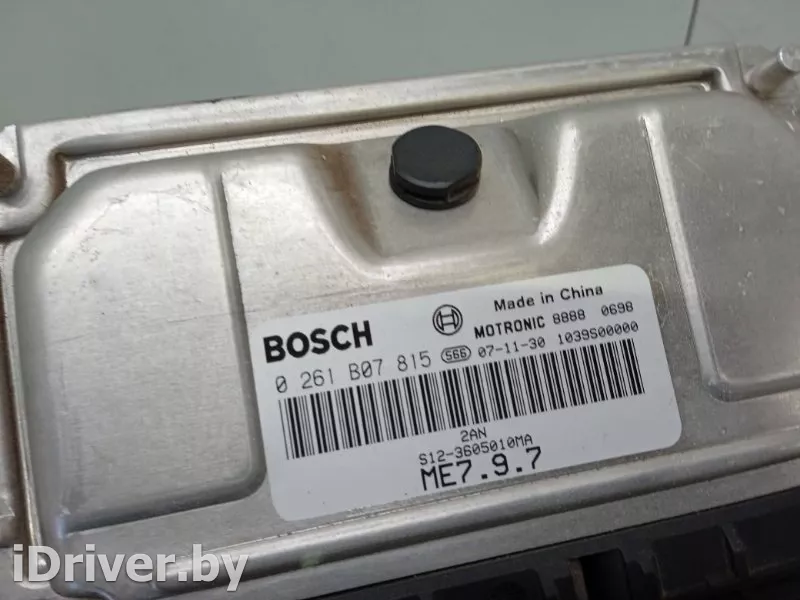 Made in China
BOSCH
MOTRONIC 8888 0698
0 261 B07 815 566 07-11-30 1039S00000
2AN
S12-3605010MA
ME7.9.7
iDriver.by